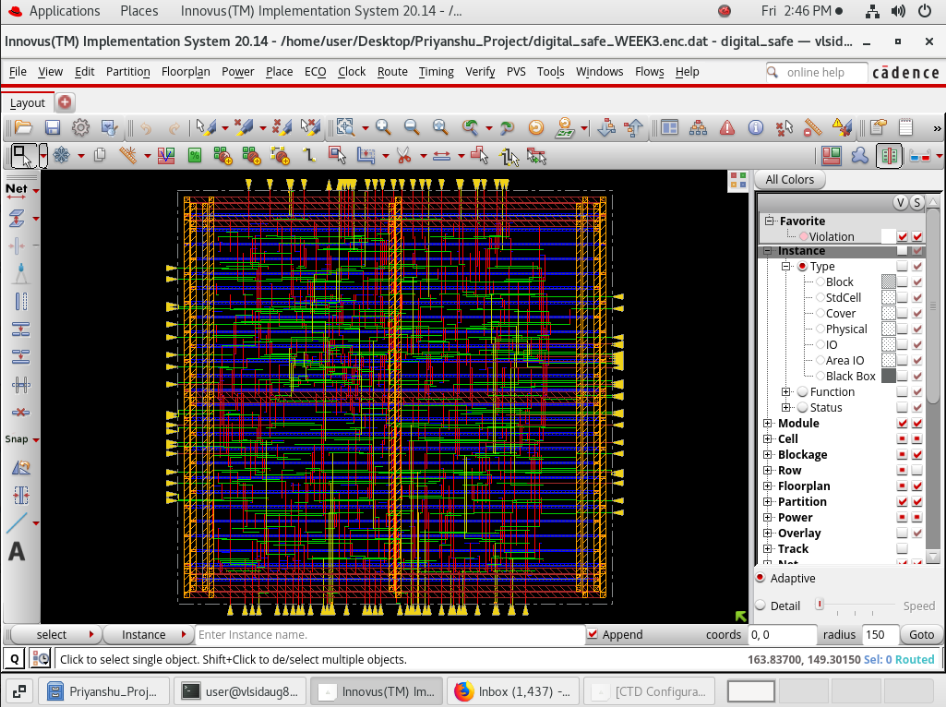 Applications Places Innovus(TM) Implementation System 20.14 - /... Fri 2:46 PM
Innovus(TM) Implementation System 20.14 - /home/user/Desktop/Priyanshu_Project/digital_safe_WEEK3.enc.dat - digital_safe — vlsid...
File View Edit Partition Floorplan Power Place ECO Clock Route Timing Verify PVS Tools Windows Flows Help online help cādence
Layout
»
Net
Snap
A
All Colors
V S
Favorite
Violation
Instance
Type
Block
StdCell
Cover
Physical
IO
Area IO
Black Box
Function
Status
Module
Cell
Blockage
Row
Floorplan
Partition
Power
Overlay
Track
Net
Adaptive
Detail Speed
select Instance Enter Instance name. Append coords 0, 0 radius 150 Goto
Q Click to select single object. Shift+Click to de/select multiple objects. 163.83700, 149.30150 Sel: 0 Routed
Priyanshu_Proj... user@vlsidaug8... Innovus(TM) Im... Inbox (1,437) -... [CTD Configura...